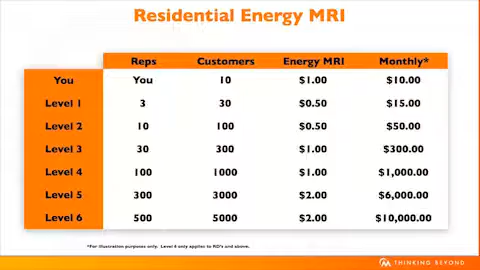 Residential Energy MRI
Reps Customers Energy MRI Monthly*
You You 10 $1.00 $10.00
Level 1 3 30 $0.50 $15.00
Level 2 10 100 $0.50 $50.00
Level 3 30 300 $1.00 $300.00
Level 4 100 1000 $1.00 $1,000.00
Level 5 300 3000 $2.00 $6,000.00
Level 6 500 5000 $2.00 $10,000.00
*For illustration purposes only. Level 6 only applies to RD's and above.
THINKING BEYOND